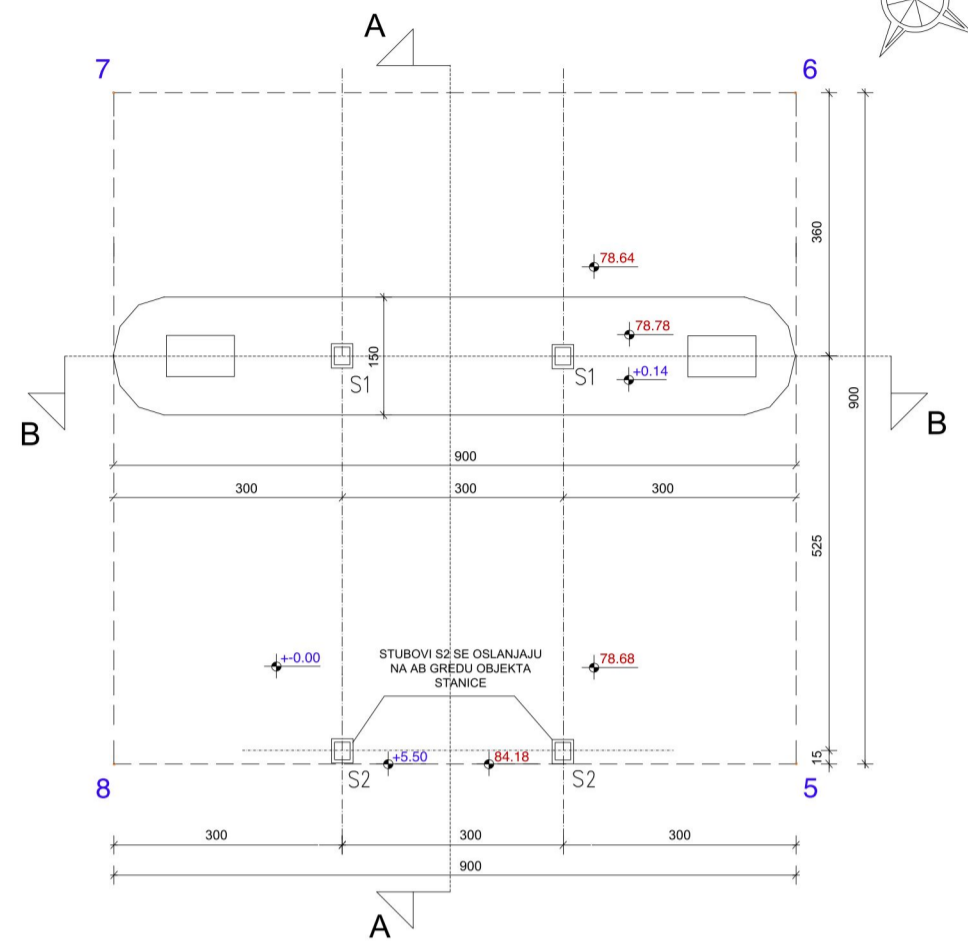 A
7
6
360
78.64
78.78
150
S1
S1
+0.14
900
B
B
900
300
300
300
525
+-0.00
STUBOVI S2 SE OSLANJAJU
NA AB GREDU OBJEKTA
STANICE
78.68
+5.50
84.18
15
8
S2
S2
5
300
300
300
900
A